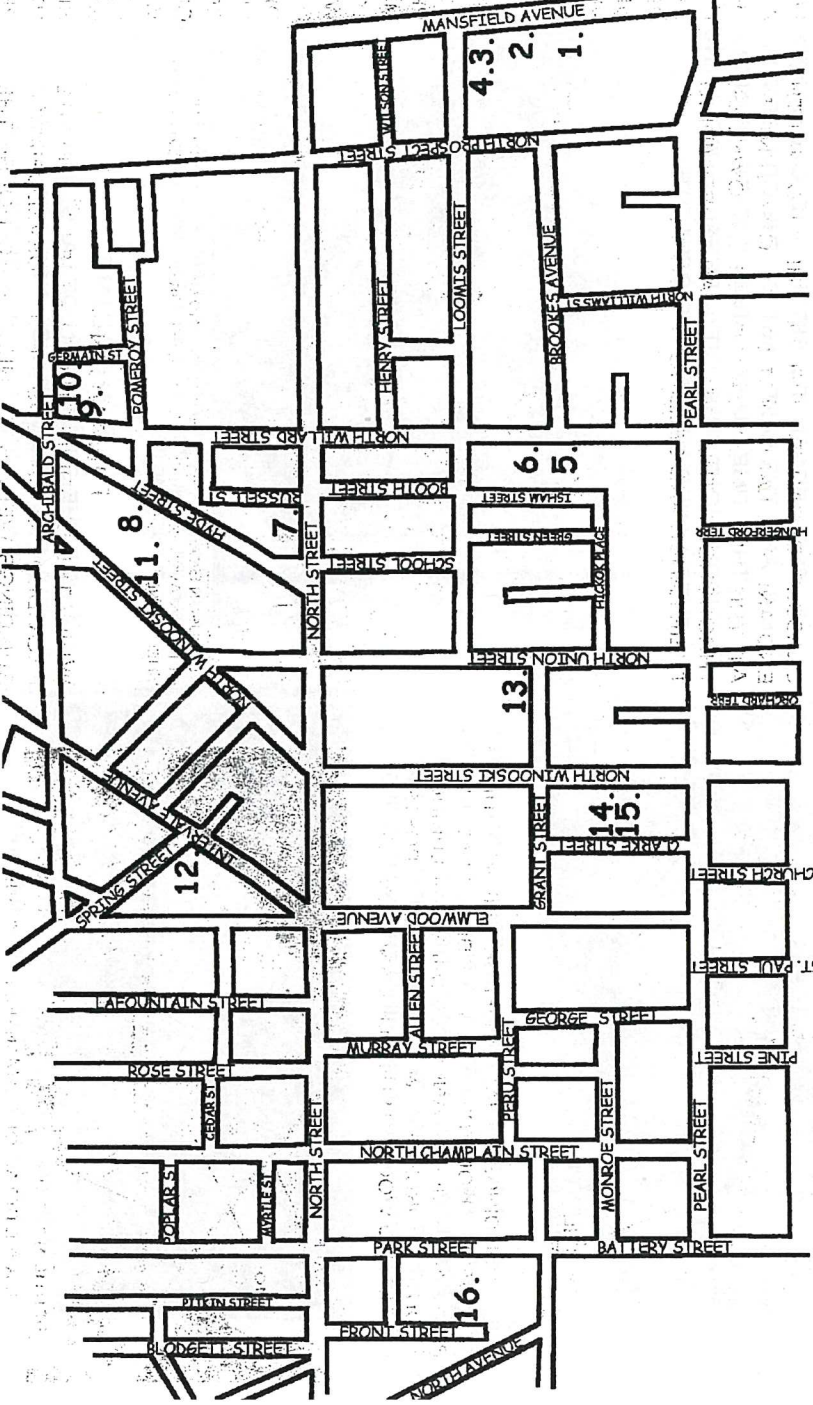 MANSFIELD AVENUE
4.
3.
2.
1.
WILSON STREET
NORTH PROSPECT STREET
LOOMIS STREET
HENRY STREET
BROOKES AVENUE
NORTH WILLIAMS ST
PEARL STREET
GERMAIN ST
POMEROY STREET
10.
9.
ARCHIBALD STREET
NORTH WILLARD STREET
RUSSELL ST
HYDE STREET
8.
11.
7.
NORTH WINOOSKI STREET
NORTH STREET
BOOTH STREET
SCHOOL STREET
6.
5.
ISHAM STREET
GREEN STREET
HICKOK PLACE
HUNGERFORD TERR
NORTH UNION STREET
13.
ORCHARD TERR
NORTH WINOOSKI STREET
INTERVALE AVENUE
SPRING STREET
12.
GRANT STREET
14.
15.
CLARKE STREET
CHURCH STREET
ELMWOOD AVENUE
ALLEN STREET
ST. PAUL STREET
LAFOUNTAIN STREET
GEORGE STREET
MURRAY STREET
ROSE STREET
PERU STREET
PINE STREET
CEDAR ST
NORTH STREET
NORTH CHAMPLAIN STREET
MONROE STREET
PEARL STREET
POPLAR ST
MYRTLE ST
PARK STREET
BATTERY STREET
PITKIN STREET
16.
FRONT STREET
BLODGETT STREET
NORTH AVENUE